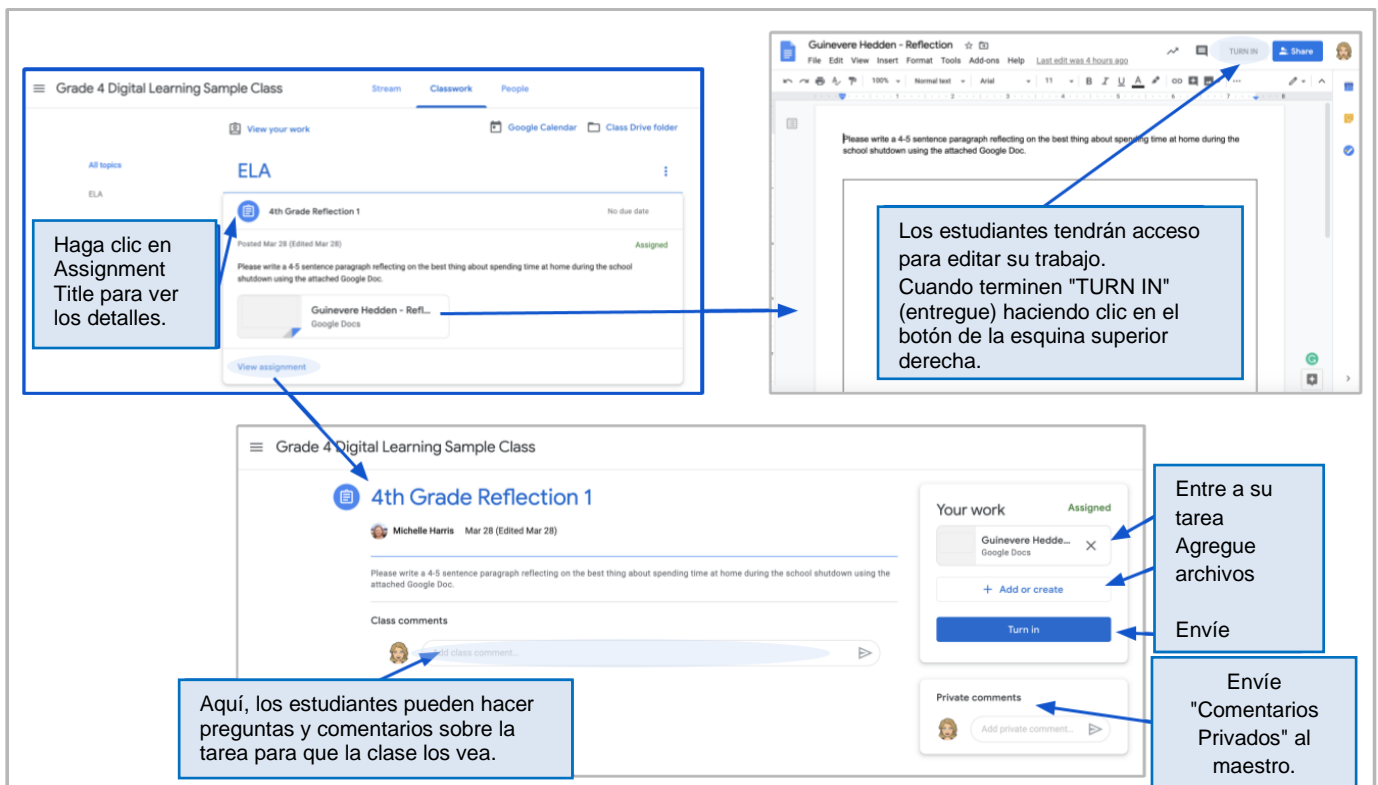 Grade 4 Digital Learning Sample Class
Stream
Classwork
People
View your work
Google Calendar
Class Drive folder
All topics
ELA
ELA
4th Grade Reflection 1
No due date
Posted Mar 28 (Edited Mar 28)
Assigned
Please write a 4-5 sentence paragraph reflecting on the best thing about spending time at home during the school
shutdown using the attached Google Doc.
Guinevere Hedden - Refl...
Google Docs
View assignment
Haga clic en
Assignment
Title para ver
los detalles.
Guinevere Hedden - Reflection
TURN IN
Share
File Edit View Insert Format Tools Add-ons Help Last edit was 4 hours ago
100% Normal text Arial 11 B I U A
1 2 3 4 5 6 7 8
Please write a 4-5 sentence paragraph reflecting on the best thing about spending time at home during the
school shutdown using the attached Google Doc.
Los estudiantes tendrán acceso
para editar su trabajo.
Cuando terminen "TURN IN"
(entregue) haciendo clic en el
botón de la esquina superior
derecha.
Grade 4 Digital Learning Sample Class
4th Grade Reflection 1
Michelle Harris Mar 28 (Edited Mar 28)
Please write a 4-5 sentence paragraph reflecting on the best thing about spending time at home during the school shutdown using the
attached Google Doc.
Class comments
Add class comment...
Aquí, los estudiantes pueden hacer
preguntas y comentarios sobre la
tarea para que la clase los vea.
Your work
Assigned
Guinevere Hedde...
Google Docs
+ Add or create
Turn in
Private comments
Add private comment...
Entre a su
tarea
Agregue
archivos
Envíe
Envíe
"Comentarios
Privados" al
maestro.